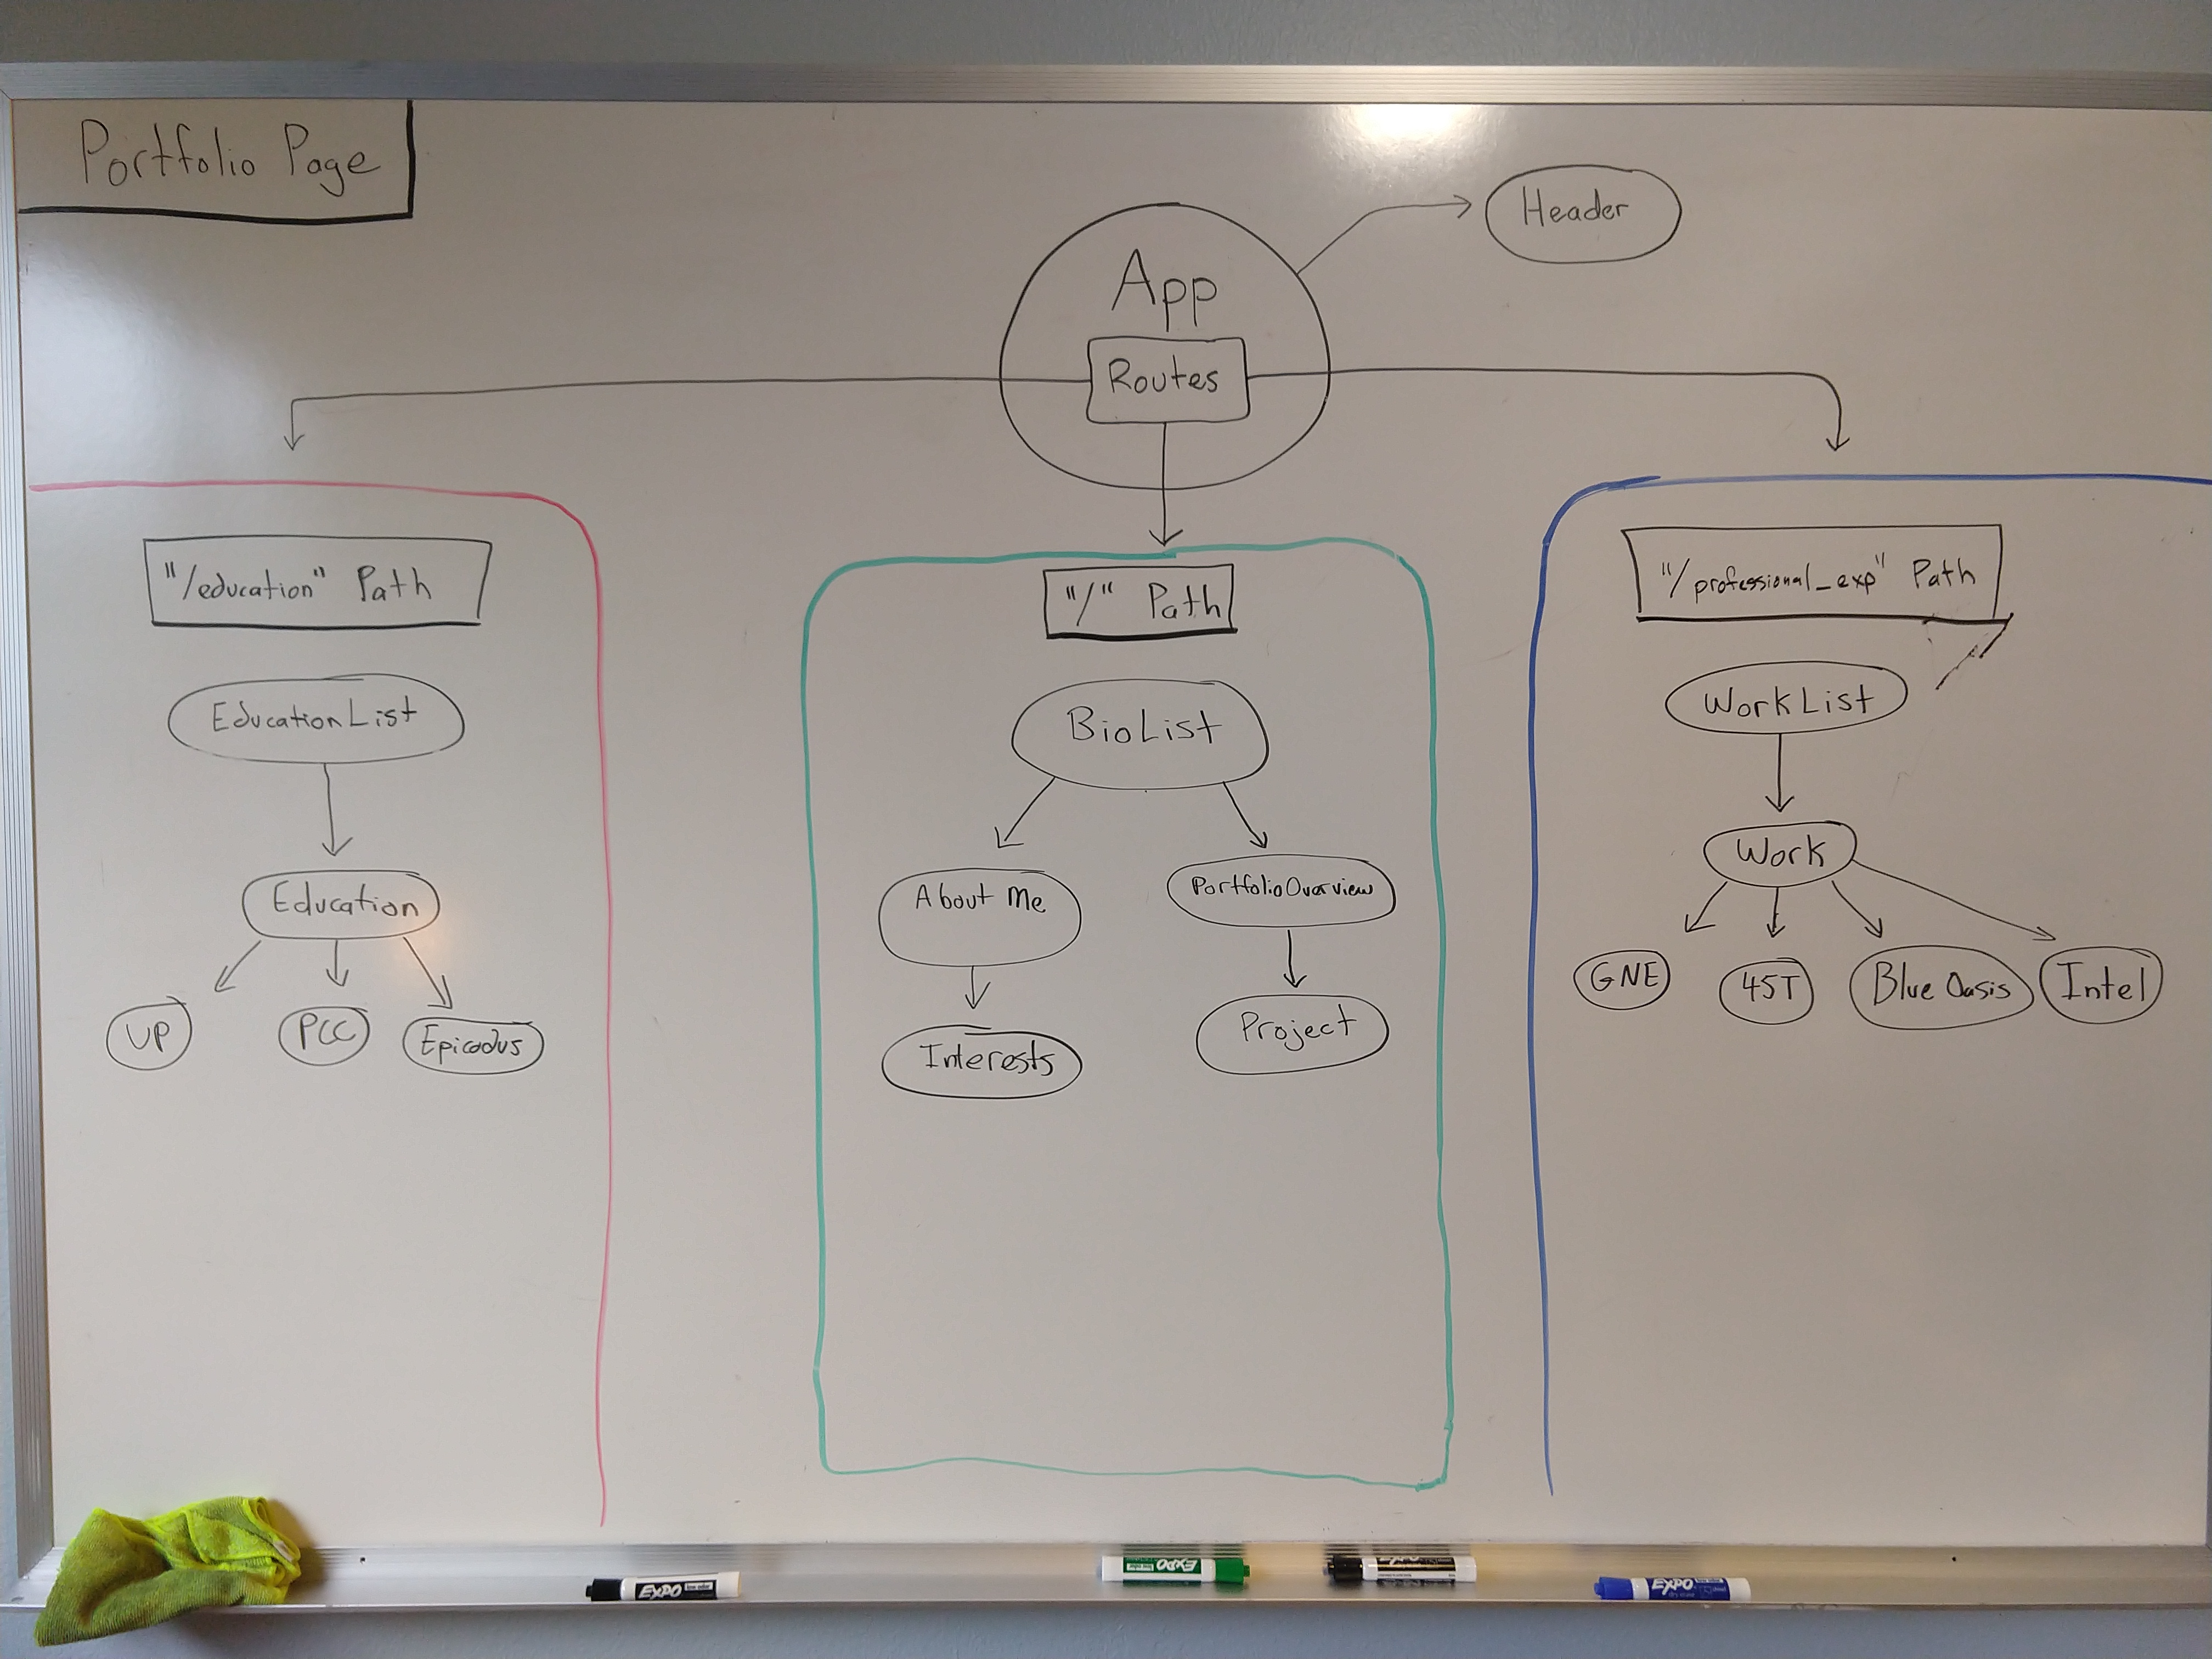 Portfolio Page
Header
App
Routes
"/education" Path
EducationList
Education
UP
PCC
Epicodus
"/" Path
BioList
About Me
PortfolioOverview
Interests
Project
"/professional_exp" Path
WorkList
Work
GNE
45T
Blue Oasis
Intel
EXPO
EXPO
EXPO
EXPO